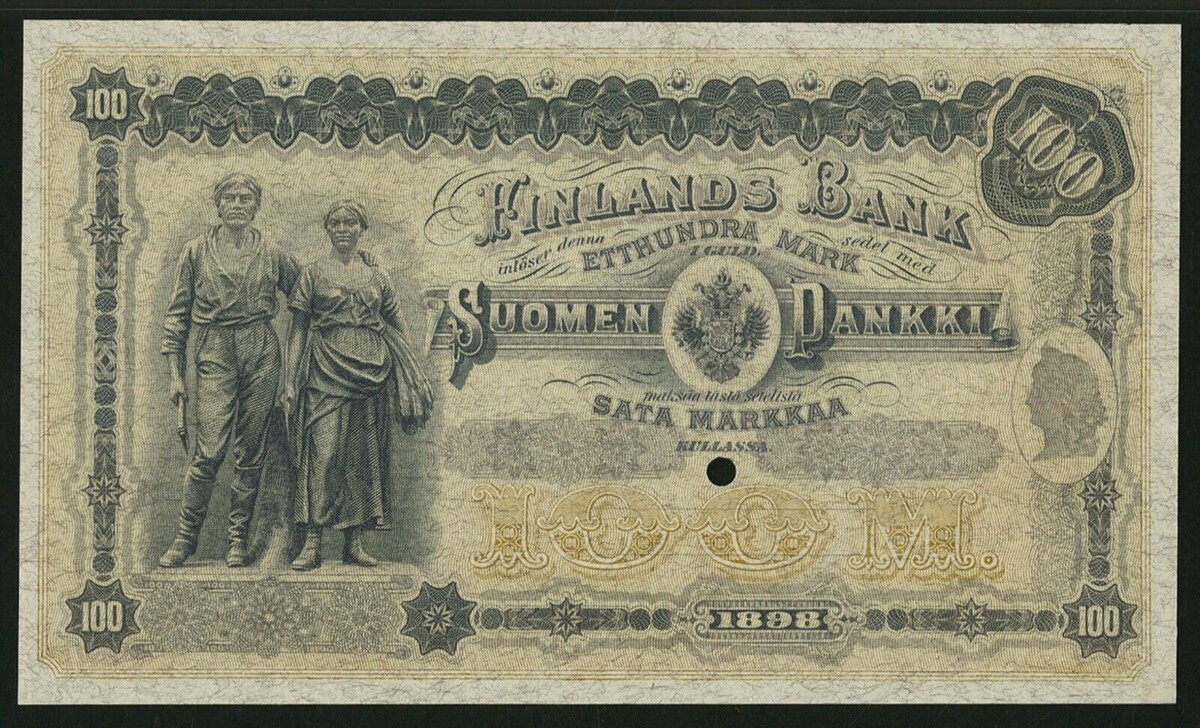 100
100
FINLANDS BANK
inlöser denna sedel med
ETTHUNDRA MARK
I GULD.
SUOMEN PANKKI
maksaa tästä setelistä
SATA MARKKAA
KULLASSA.
100 M.
100
1898
100